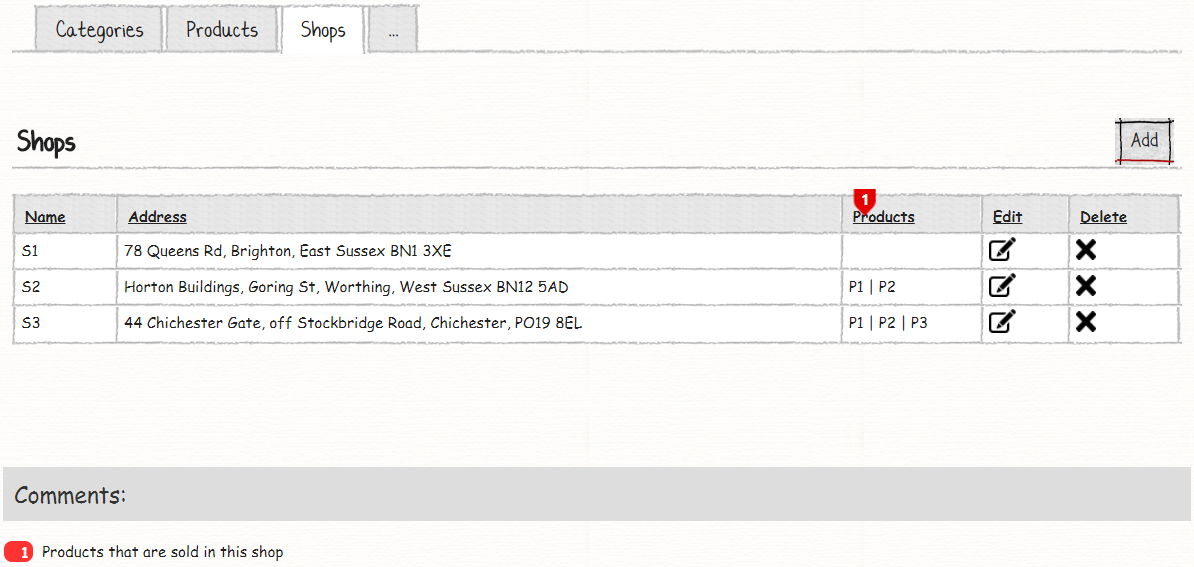 Categories Products Shops ...
Shops Add
1
Name Address Products Edit Delete
S1 78 Queens Rd, Brighton, East Sussex BN1 3XE
S2 Horton Buildings, Goring St, Worthing, West Sussex BN12 5AD P1 | P2
S3 44 Chichester Gate, off Stockbridge Road, Chichester, PO19 8EL P1 | P2 | P3
Comments:
1 Products that are sold in this shop